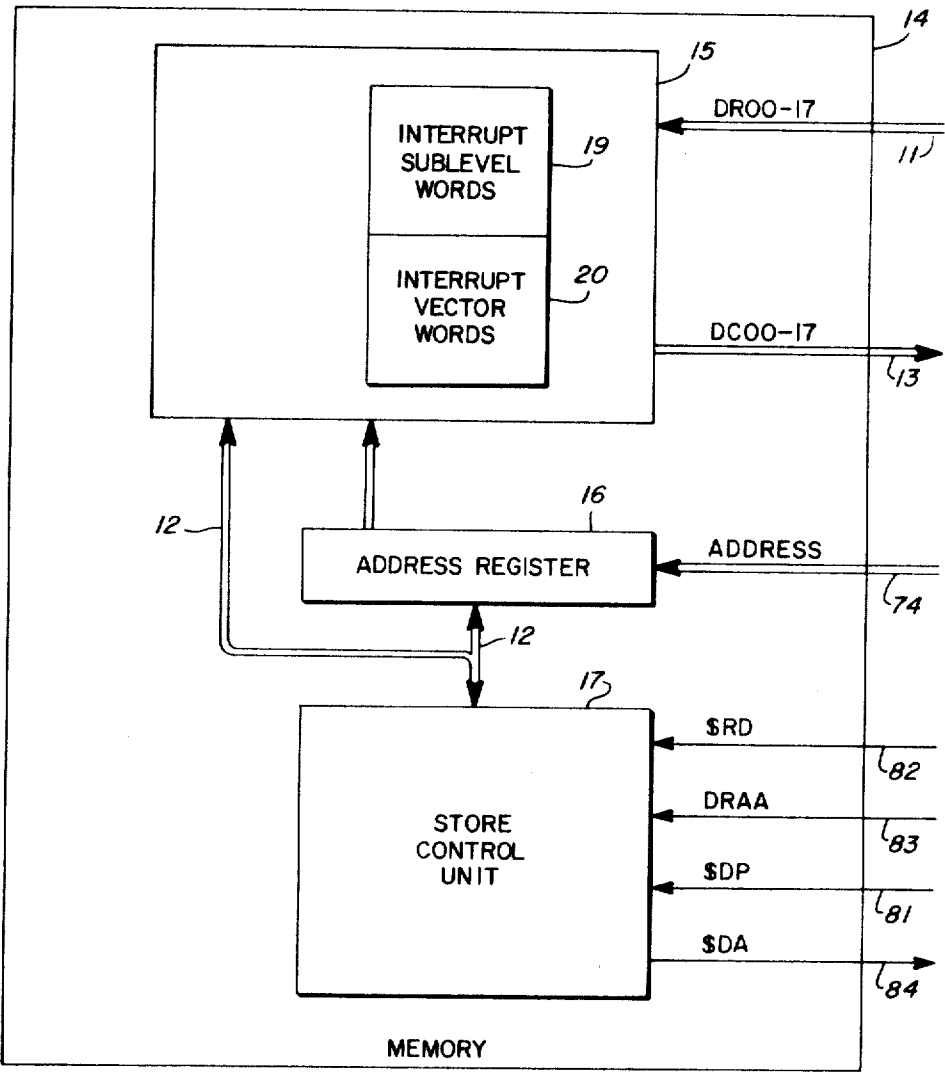 14
15
DR00-17
11
INTERRUPT
SUBLEVEL
WORDS
19
INTERRUPT
VECTOR
WORDS
20
DC00-17
13
12
16
ADDRESS REGISTER
ADDRESS
74
12
17
STORE
CONTROL
UNIT
$RD
82
DRAA
83
$DP
81
$DA
84
MEMORY